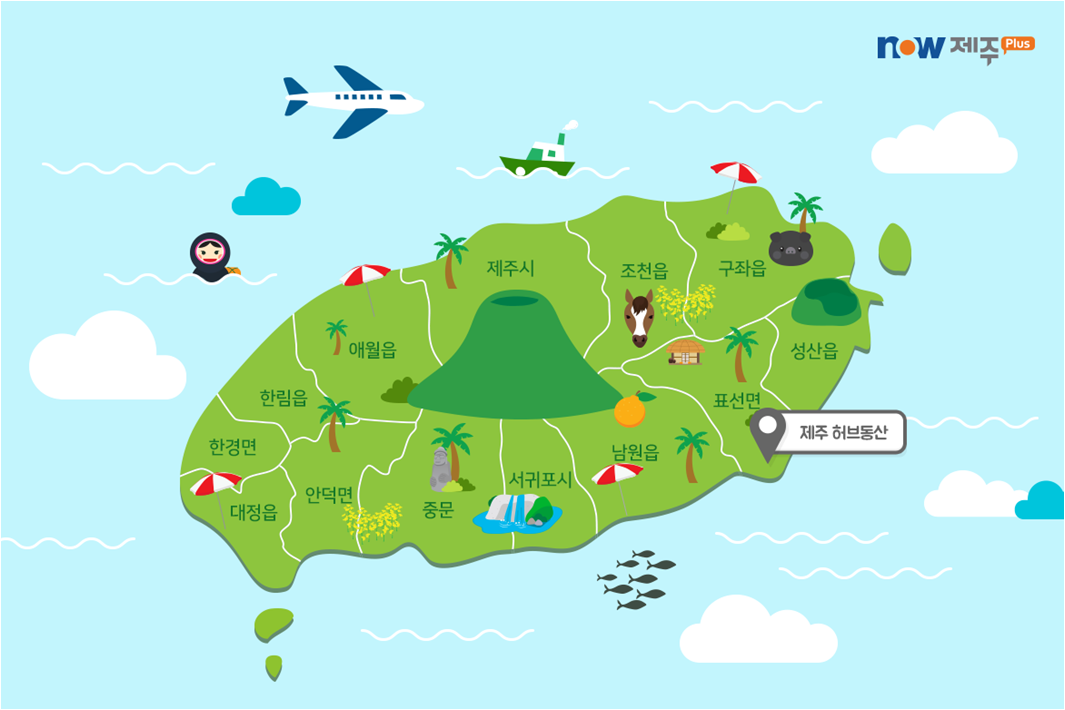 now 제주 Plus
제주시
조천읍
구좌읍
애월읍
성산읍
한림읍
표선면
제주 허브동산
한경면
남원읍
서귀포시
안덕면
대정읍
중문